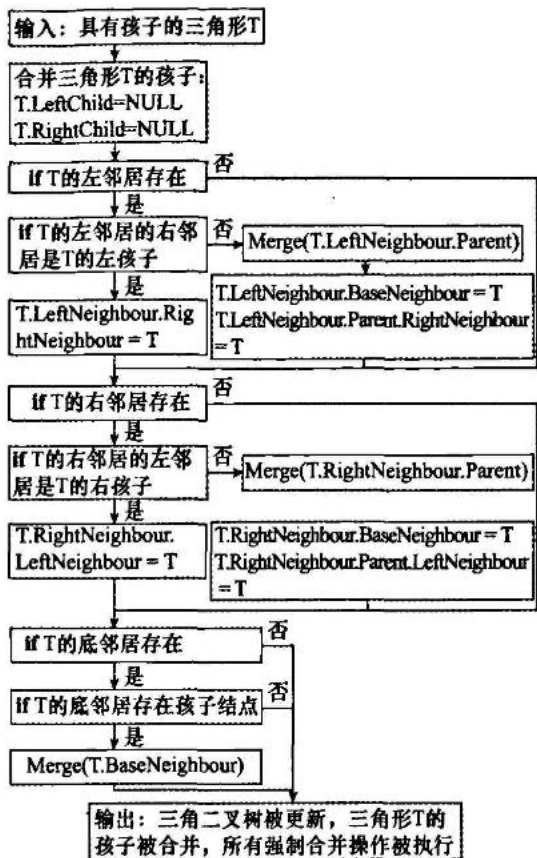 输入：具有孩子的三角形T
合并三角形T的孩子：
T.LeftChild=NULL
T.RightChild=NULL
if T的左邻居存在
否
是
if T的左邻居的右邻
居是T的左孩子
否
Merge(T.LeftNeighbour.Parent)
是
T.LeftNeighbour.Rig
htNeighbour = T
T.LeftNeighbour.BaseNeighbour = T
T.LeftNeighbour.Parent.RightNeighbour
= T
if T的右邻居存在
否
是
if T的右邻居的左邻
居是T的右孩子
否
Merge(T.RightNeighbour.Parent)
是
T.RightNeighbour.
LeftNeighbour = T
T.RightNeighbour.BaseNeighbour = T
T.RightNeighbour.Parent.LeftNeighbour
= T
if T的底邻居存在
否
是
if T的底邻居存在孩子结点
否
是
Merge(T.BaseNeighbour)
输出：三角二叉树被更新，三角形T的
孩子被合并，所有强制合并操作被执行